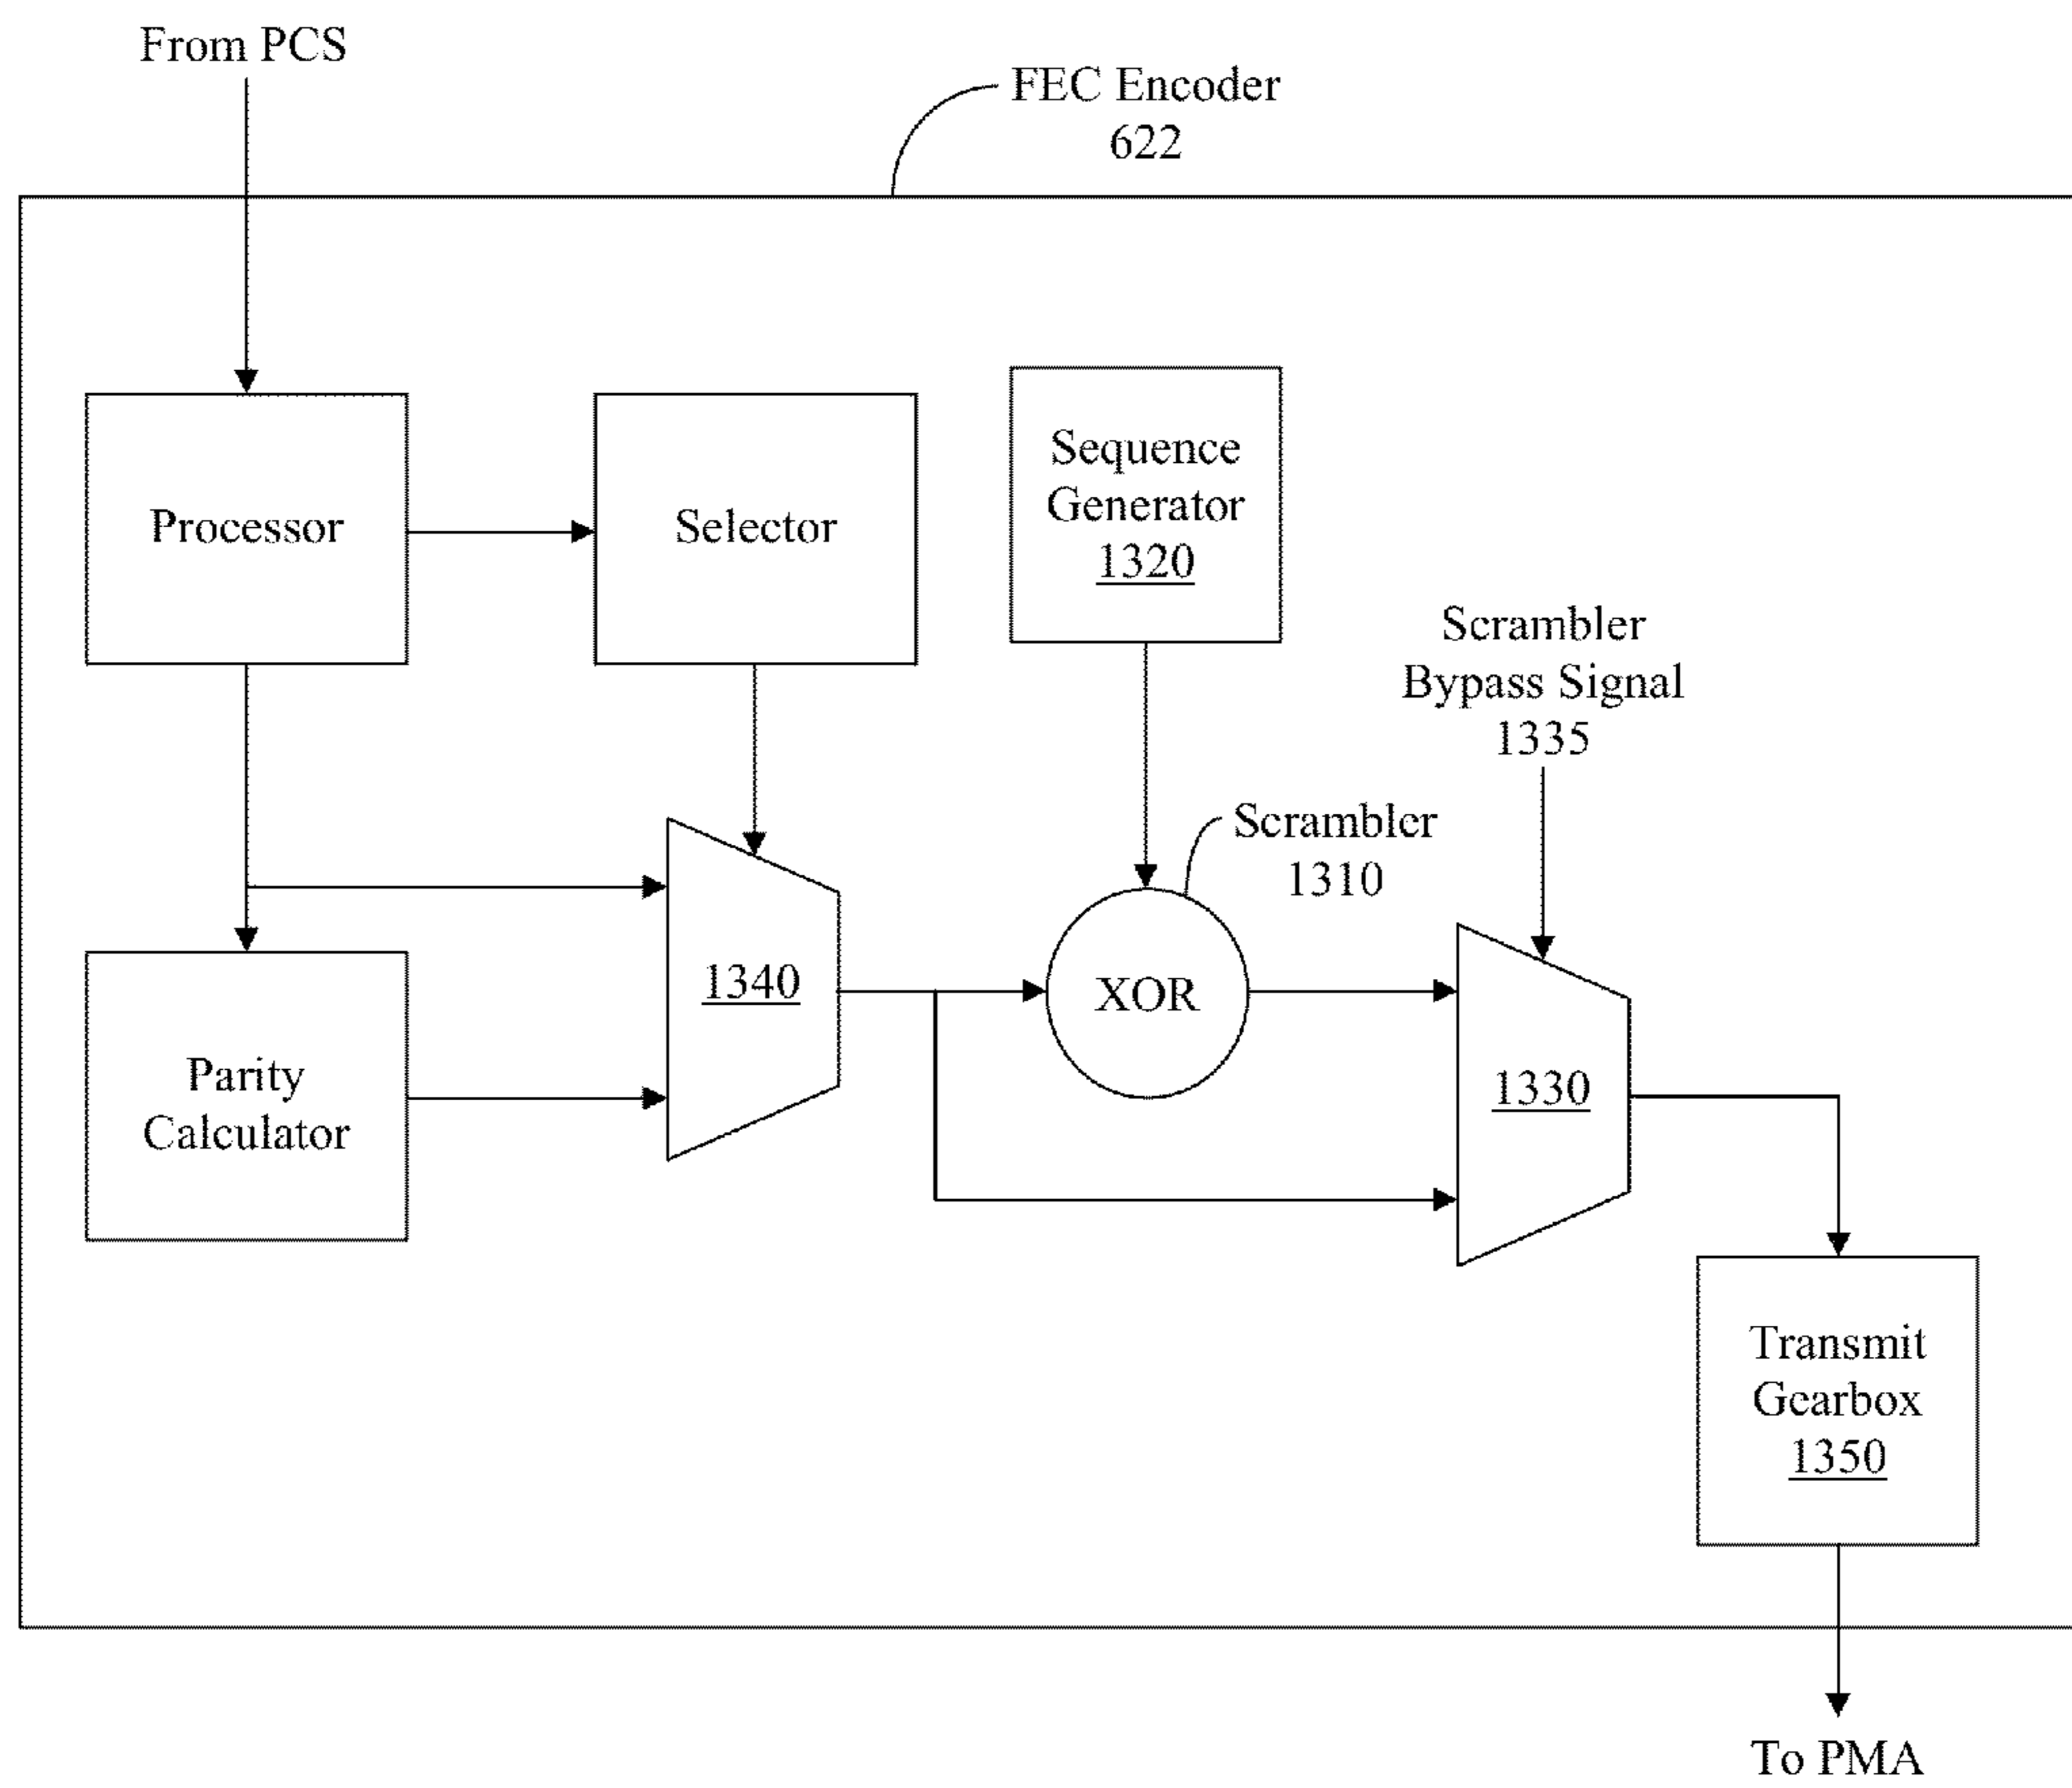 From PCS
FEC Encoder
622
Processor
Selector
Sequence
Generator
1320
Scrambler
Bypass Signal
1335
Scrambler
1310
1340
XOR
1330
Parity
Calculator
Transmit
Gearbox
1350
To PMA